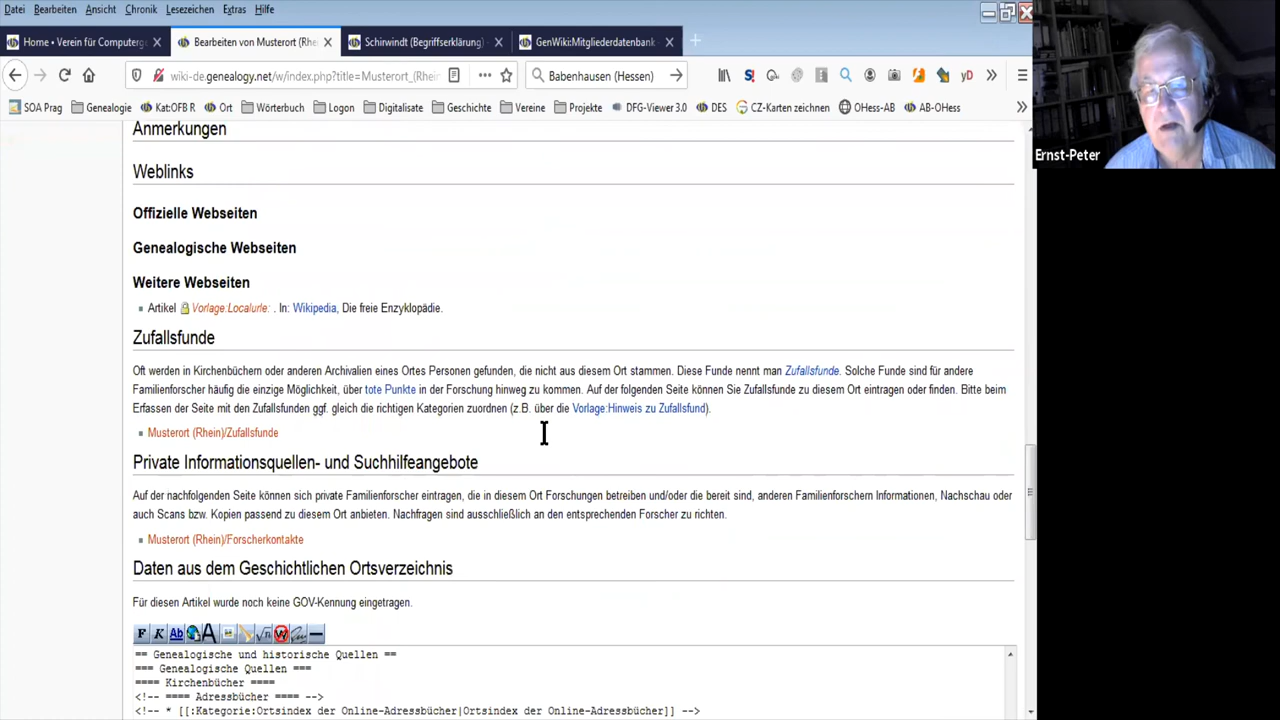 Datei Bearbeiten Ansicht Chronik Lesezeichen Extras Hilfe
Home • Verein für Computerge Bearbeiten von Musterort (Rhei Schirwindt (Begriffserklärung) GenWiki:Mitgliederdatenbank
wiki-de.genealogy.net/w/index.php?title=Musterort_(Rhein Babenhausen (Hessen)
SOA Prag Genealogie Kat:OFB R Ort Wörterbuch Logon Digitalisate Geschichte Vereine Projekte DFG-Viewer 3.0 DES CZ-Karten zeichnen OHess-AB AB-OHess
Ernst-Peter
Anmerkungen
Weblinks
Offizielle Webseiten
Genealogische Webseiten
Weitere Webseiten
Artikel Vorlage:Localurle: . In: Wikipedia, Die freie Enzyklopädie.
Zufallsfunde
Oft werden in Kirchenbüchern oder anderen Archivalien eines Ortes Personen gefunden, die nicht aus diesem Ort stammen. Diese Funde nennt man Zufallsfunde. Solche Funde sind für andere
Familienforscher häufig die einzige Möglichkeit, über tote Punkte in der Forschung hinweg zu kommen. Auf der folgenden Seite können Sie Zufallsfunde zu diesem Ort eintragen oder finden. Bitte beim
Erfassen der Seite mit den Zufallsfunden ggf. gleich die richtigen Kategorien zuordnen (z.B. über die Vorlage:Hinweis zu Zufallsfund).
Musterort (Rhein)/Zufallsfunde
Private Informationsquellen- und Suchhilfeangebote
Auf der nachfolgenden Seite können sich private Familienforscher eintragen, die in diesem Ort Forschungen betreiben und/oder die bereit sind, anderen Familienforschern Informationen, Nachschau oder
auch Scans bzw. Kopien passend zu diesem Ort anbieten. Nachfragen sind ausschließlich an den entsprechenden Forscher zu richten.
Musterort (Rhein)/Forscherkontakte
Daten aus dem Geschichtlichen Ortsverzeichnis
Für diesen Artikel wurde noch keine GOV-Kennung eingetragen.
F K Ab A
== Genealogische und historische Quellen ==
=== Genealogische Quellen ===
==== Kirchenbücher ====
<!-- ==== Adressbücher ==== -->
<!-- * [[:Kategorie:Ortsindex der Online-Adressbücher|Ortsindex der Online-Adressbücher]] -->